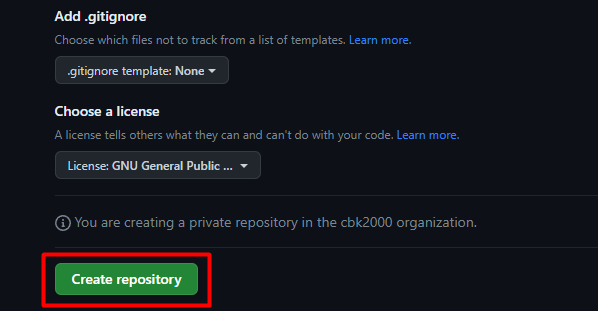 Add .gitignore
Choose which files not to track from a list of templates. Learn more.
.gitignore template: None
Choose a license
A license tells others what they can and can't do with your code. Learn more.
License: GNU General Public ...
You are creating a private repository in the cbk2000 organization.
Create repository